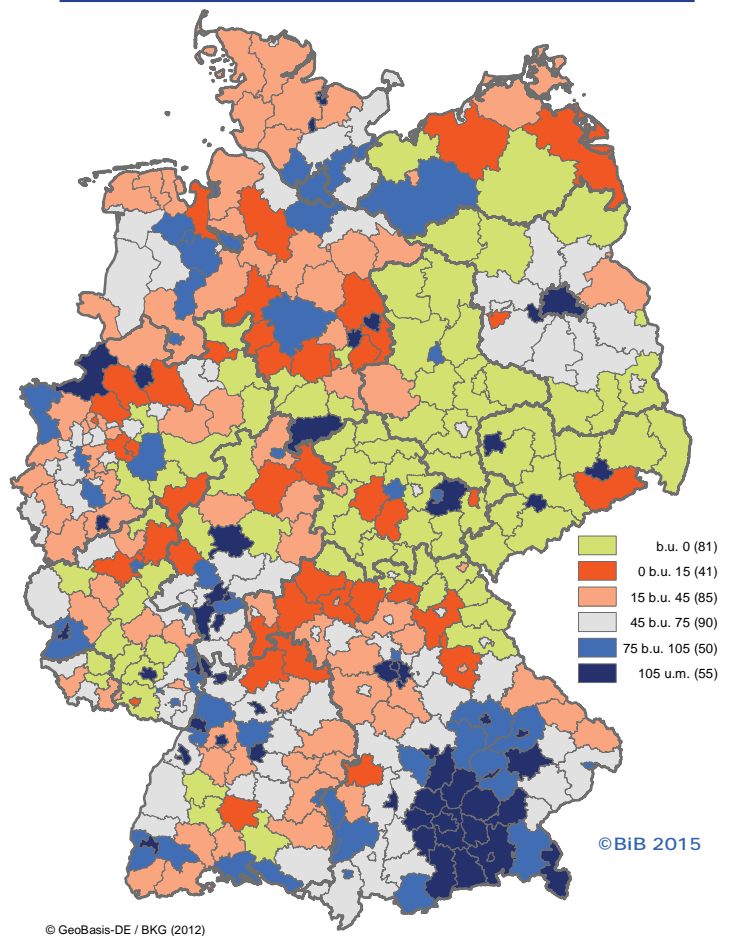 b.u. 0 (81)
0 b.u. 15 (41)
15 b.u. 45 (85)
45 b.u. 75 (90)
75 b.u. 105 (50)
105 u.m. (55)
©BiB 2015
© GeoBasis-DE / BKG (2012)